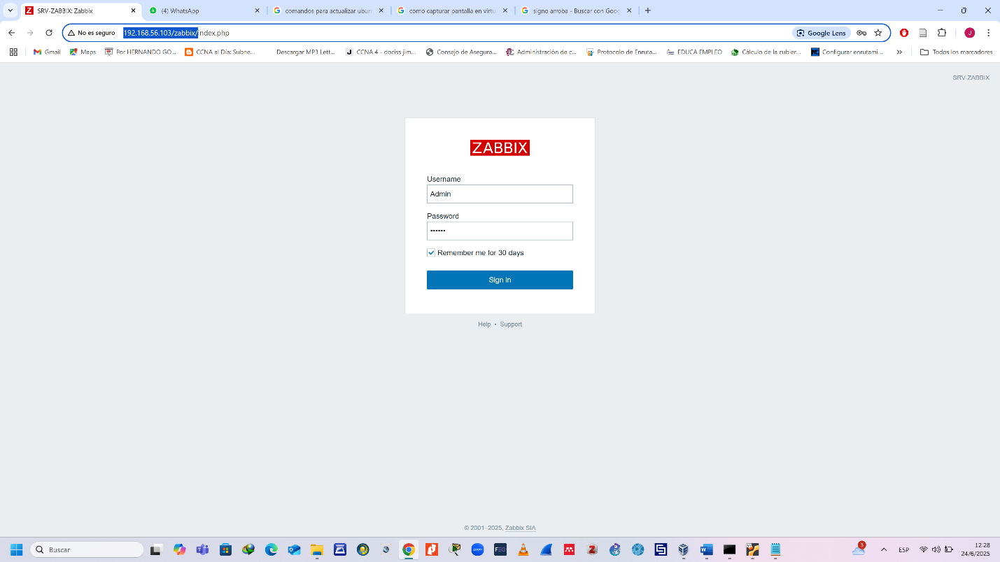 SRV-ZABBIX: Zabbix
(4) WhatsApp
comandos para actualizar ubun
como capturar pantalla en virtu
signo arroba - Buscar con Goog
No es seguro
192.168.56.103/zabbix/index.php
Google Lens
J
Gmail
Maps
Por HERNANDO GO...
CCNA al Día: Subne...
Descargar MP3 Lett...
CCNA 4 - dociss jim...
Consejo de Asegura...
Administración de c...
Protocolo de Enruta...
EDUCA EMPLEO
Cálculo de la cubier...
Configurar enrutami...
Todos los marcadores
SRV-ZABBIX
ZABBIX
Username
Admin
Password
••••••
Remember me for 30 days
Sign in
Help • Support
© 2001–2025, Zabbix SIA
Buscar
zoom
3
ESP
12:28
24/6/2025